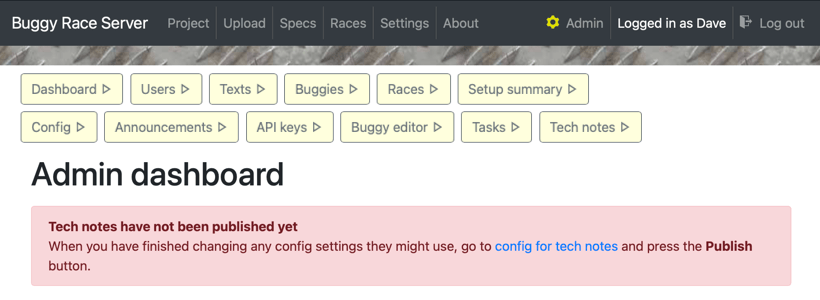 Buggy Race Server Project Upload Specs Races Settings About Admin Logged in as Dave Log out
Dashboard Users Texts Buggies Races Setup summary
Config Announcements API keys Buggy editor Tasks Tech notes
Admin dashboard
Tech notes have not been published yet
When you have finished changing any config settings they might use, go to config for tech notes and press the Publish
button.